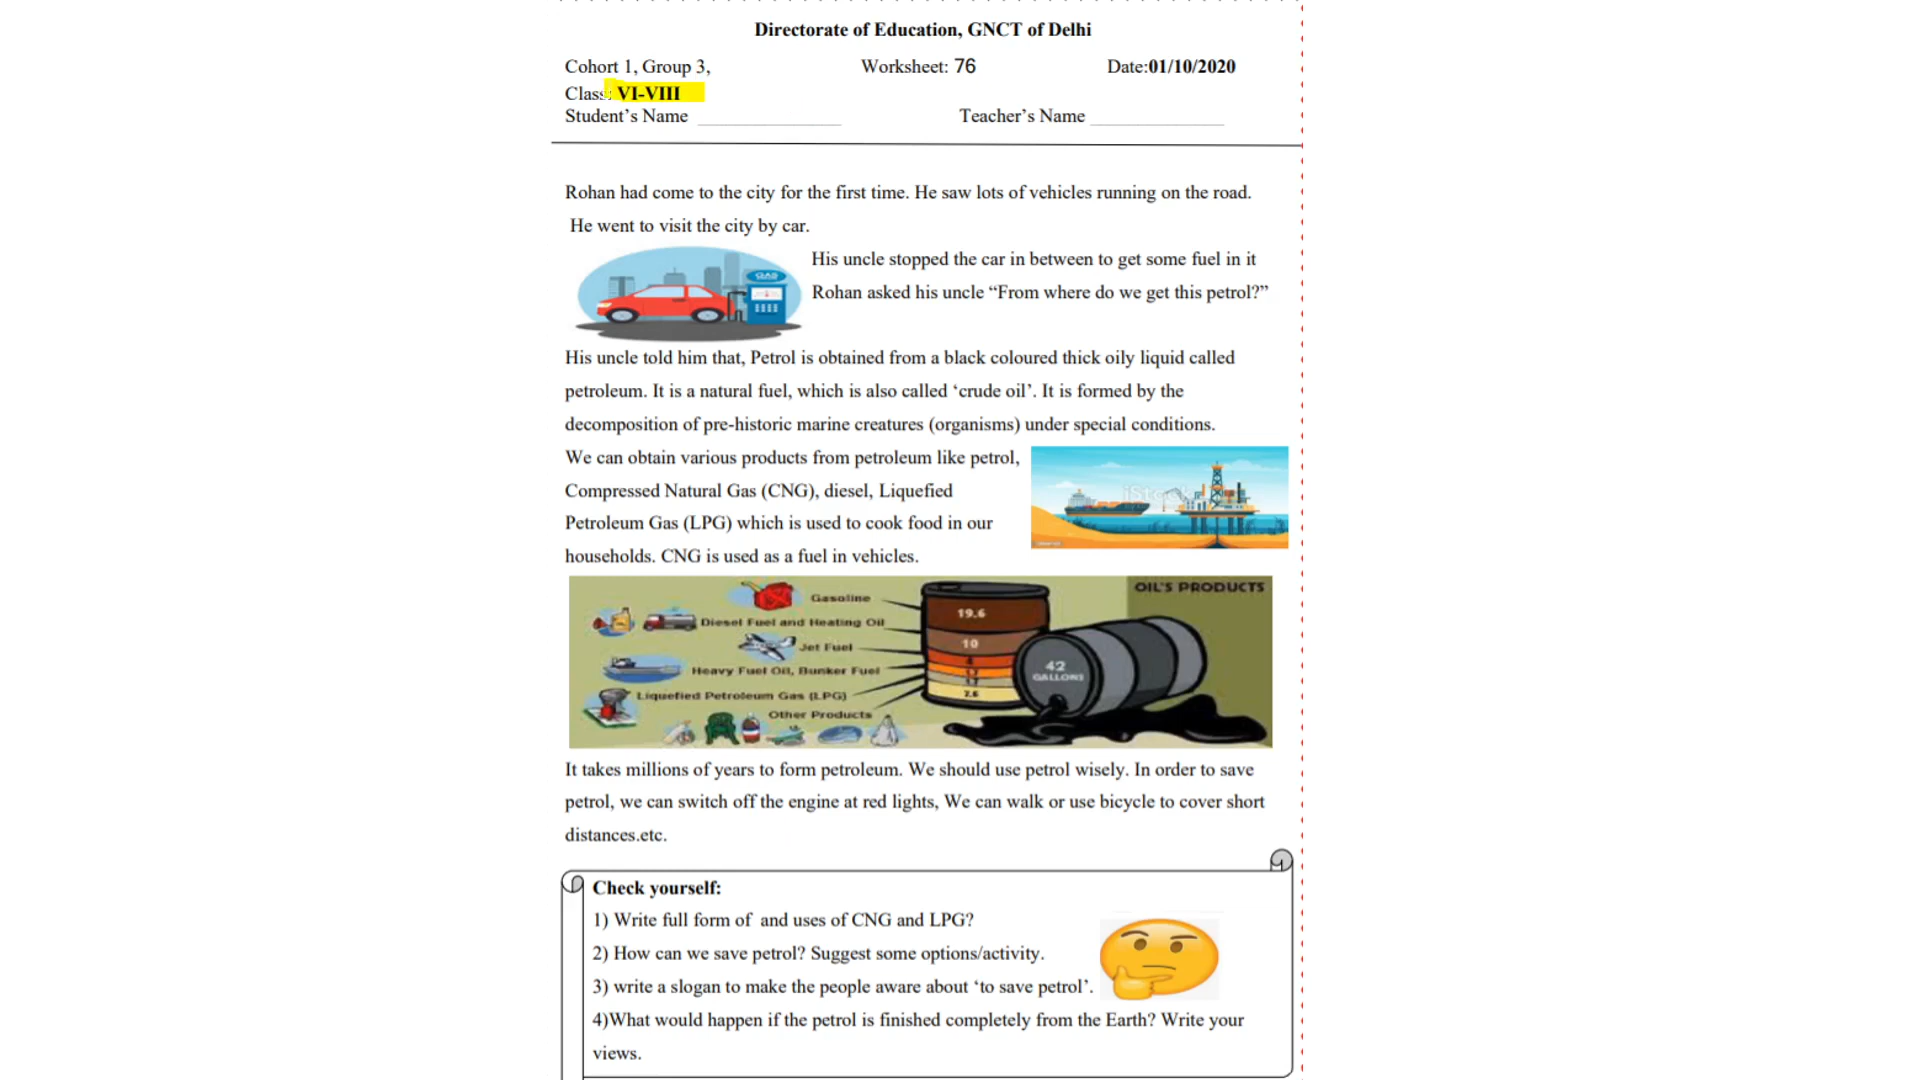 Directorate of Education, GNCT of Delhi
Cohort 1, Group 3, Worksheet: 76 Date:01/10/2020
Class: VI-VIII
Student's Name ______________ Teacher's Name ______________
Rohan had come to the city for the first time. He saw lots of vehicles running on the road.
He went to visit the city by car.
GAS
His uncle stopped the car in between to get some fuel in it
Rohan asked his uncle “From where do we get this petrol?”
His uncle told him that, Petrol is obtained from a black coloured thick oily liquid called
petroleum. It is a natural fuel, which is also called ‘crude oil’. It is formed by the
decomposition of pre-historic marine creatures (organisms) under special conditions.
We can obtain various products from petroleum like petrol,
Compressed Natural Gas (CNG), diesel, Liquefied
Petroleum Gas (LPG) which is used to cook food in our
households. CNG is used as a fuel in vehicles.
OIL'S PRODUCTS
Gasoline
19.6
Diesel Fuel and Heating Oil
10
Jet Fuel
4
Heavy Fuel Oil, Bunker Fuel
42
GALLONS
Liquefied Petroleum Gas (LPG)
Other Products
It takes millions of years to form petroleum. We should use petrol wisely. In order to save
petrol, we can switch off the engine at red lights, We can walk or use bicycle to cover short
distances.etc.
Check yourself:
1) Write full form of and uses of CNG and LPG?
2) How can we save petrol? Suggest some options/activity.
3) write a slogan to make the people aware about ‘to save petrol’.
4)What would happen if the petrol is finished completely from the Earth? Write your
views.